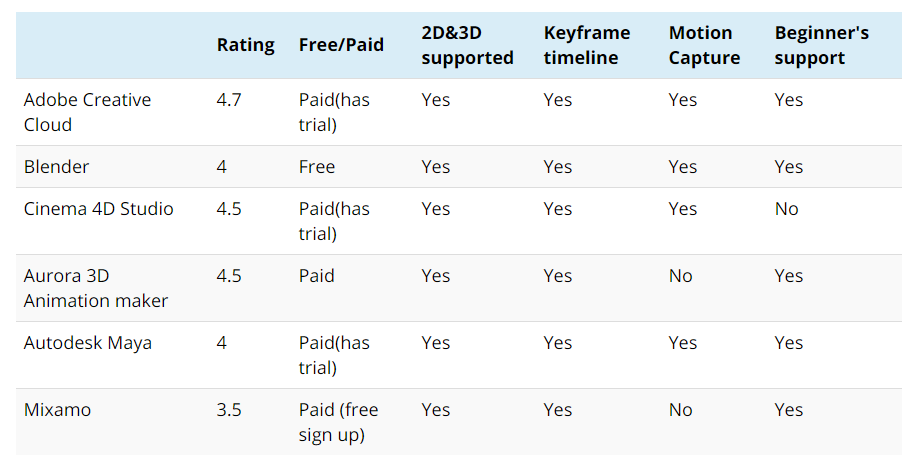 Rating Free/Paid 2D&3D supported Keyframe timeline Motion Capture Beginner's support
Adobe Creative Cloud 4.7 Paid(has trial) Yes Yes Yes Yes
Blender 4 Free Yes Yes Yes Yes
Cinema 4D Studio 4.5 Paid(has trial) Yes Yes Yes No
Aurora 3D Animation maker 4.5 Paid Yes Yes No Yes
Autodesk Maya 4 Paid(has trial) Yes Yes Yes Yes
Mixamo 3.5 Paid (free sign up) Yes Yes No Yes